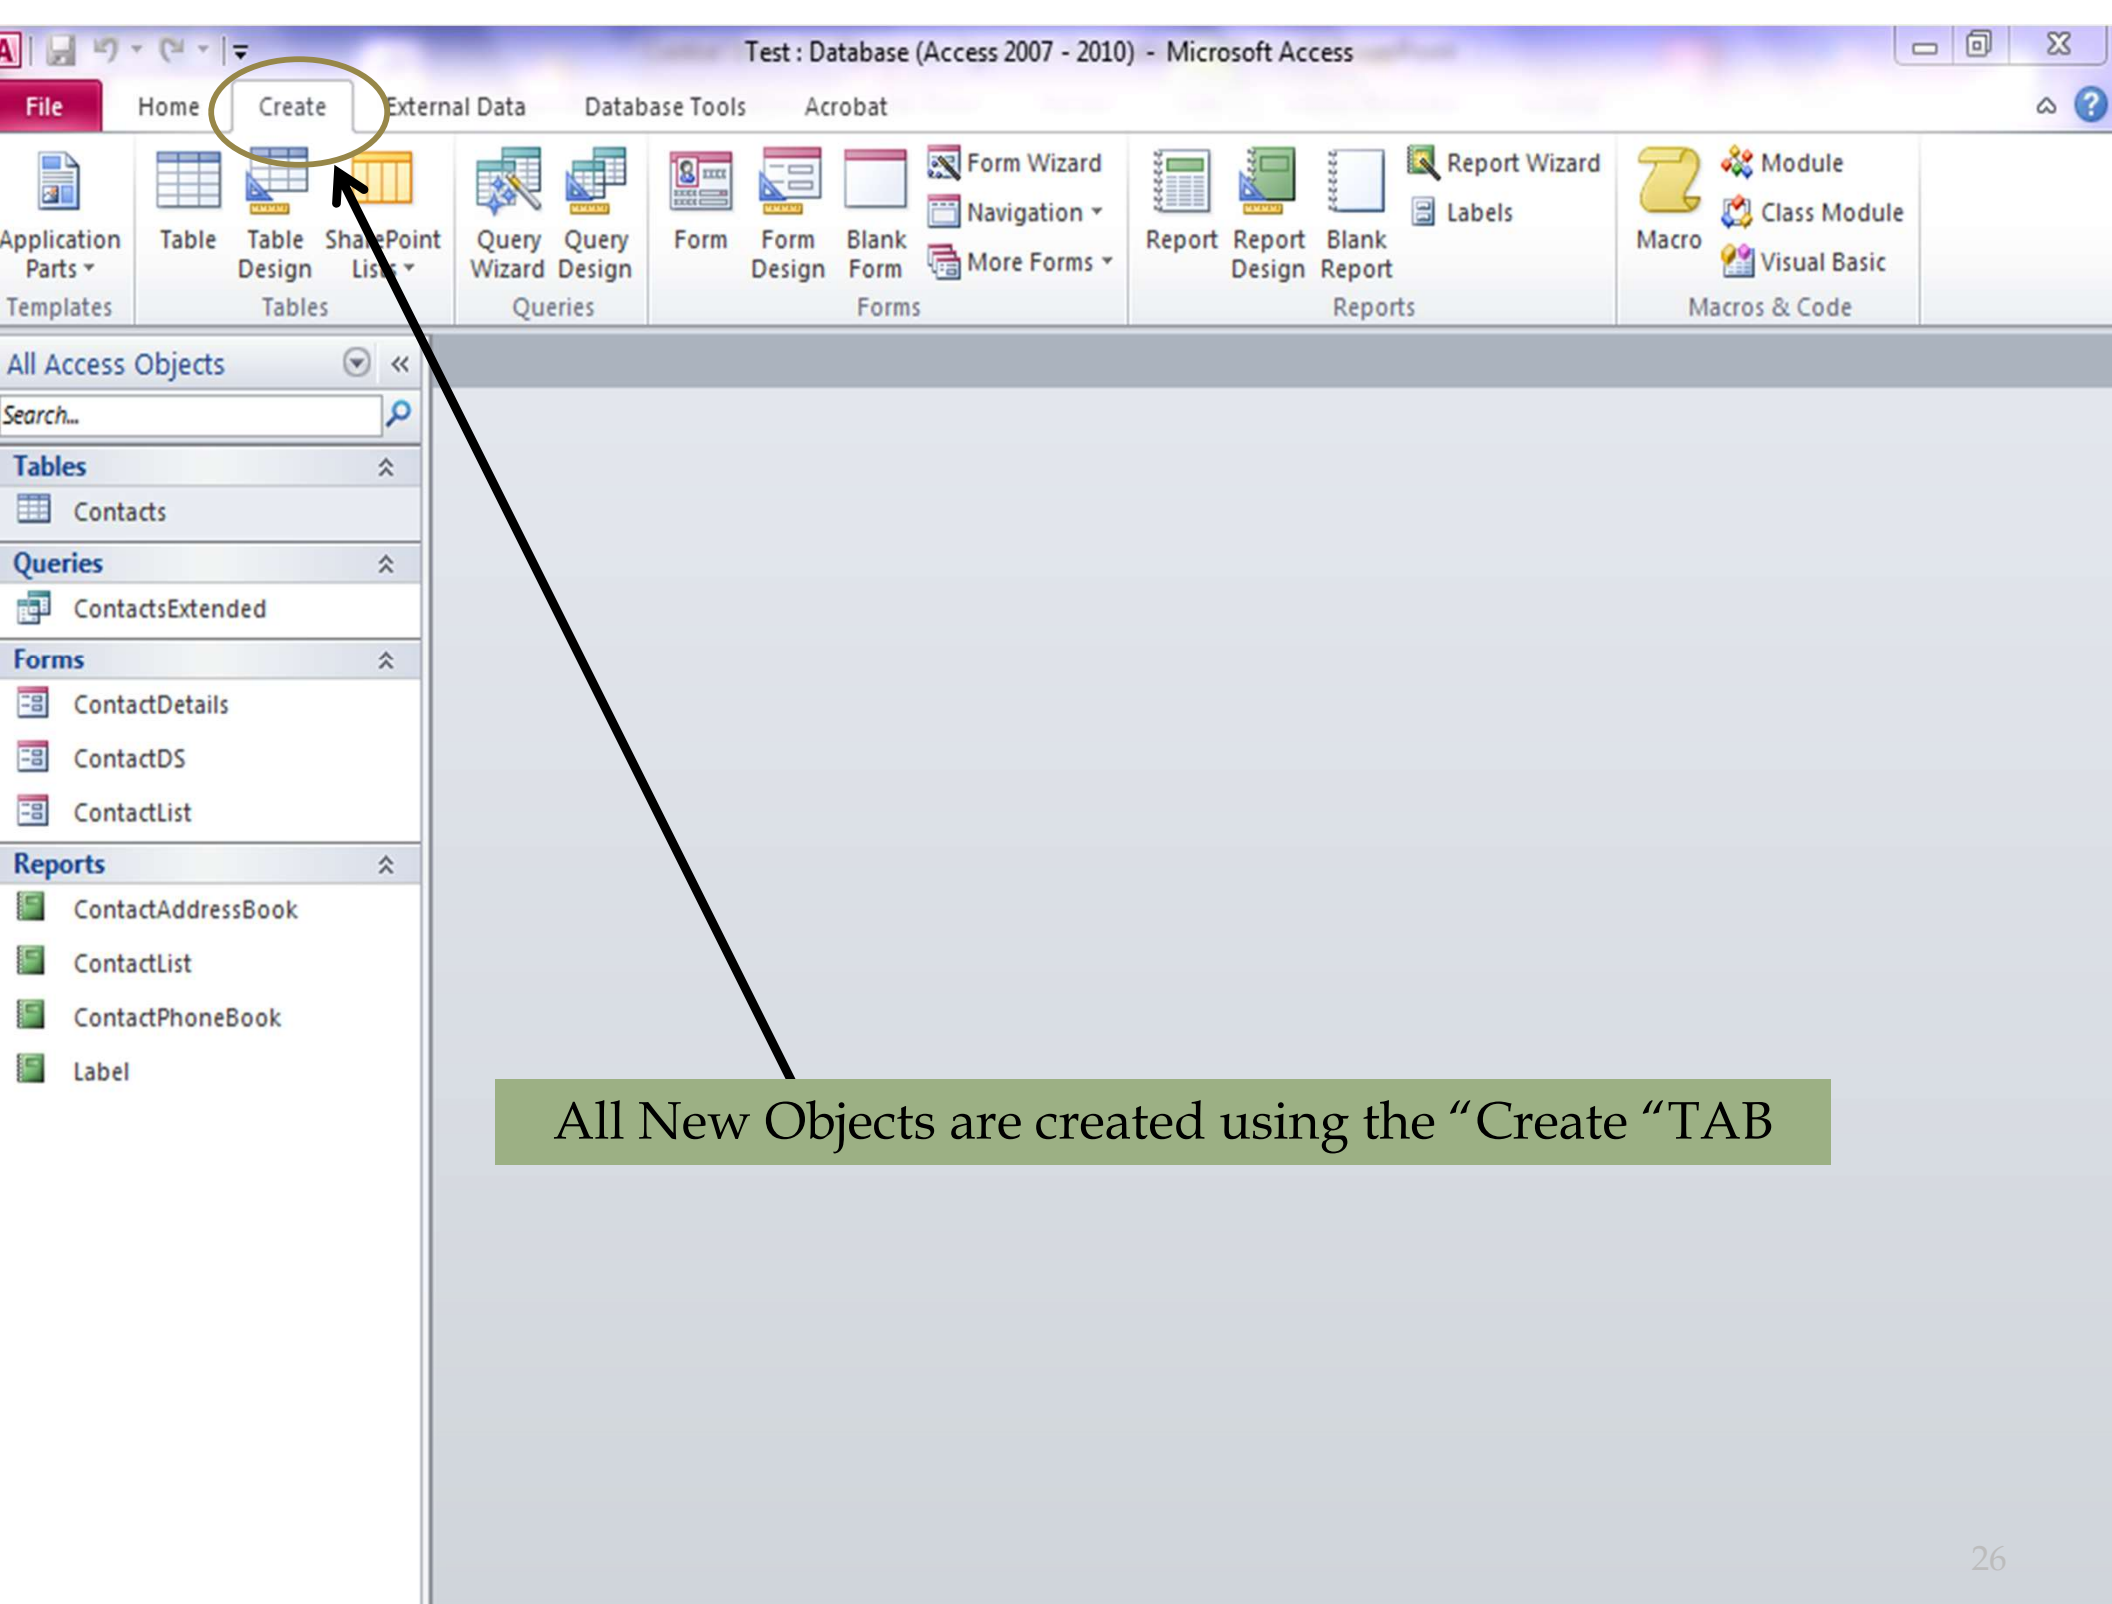 Test : Database (Access 2007 - 2010) - Microsoft Access
File Home Create External Data Database Tools Acrobat
Application Parts
Templates
Table
Table Design
SharePoint Lists
Tables
Query Wizard
Query Design
Queries
Form
Form Design
Blank Form
Form Wizard
Navigation
More Forms
Forms
Report
Report Design
Blank Report
Report Wizard
Labels
Reports
Macro
Module
Class Module
Visual Basic
Macros & Code
All Access Objects
Search...
Tables
Contacts
Queries
ContactsExtended
Forms
ContactDetails
ContactDS
ContactList
Reports
ContactAddressBook
ContactList
ContactPhoneBook
Label
All New Objects are created using the “Create “TAB
26